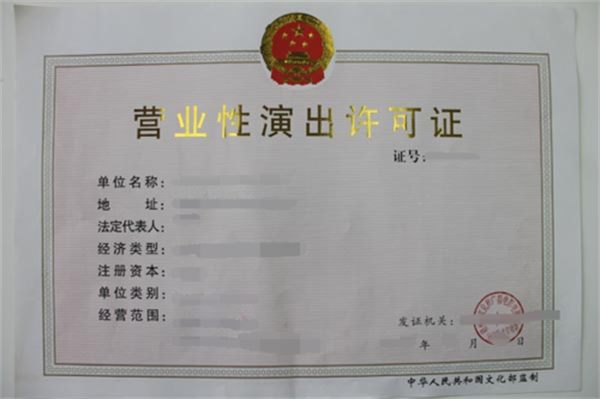 营业性演出许可证
证号：
单位名称：
地址：
法定代表人：
经济类型：
注册资本：
单位类别：
经营范围：
发证机关：
年 月 日
中华人民共和国文化部监制